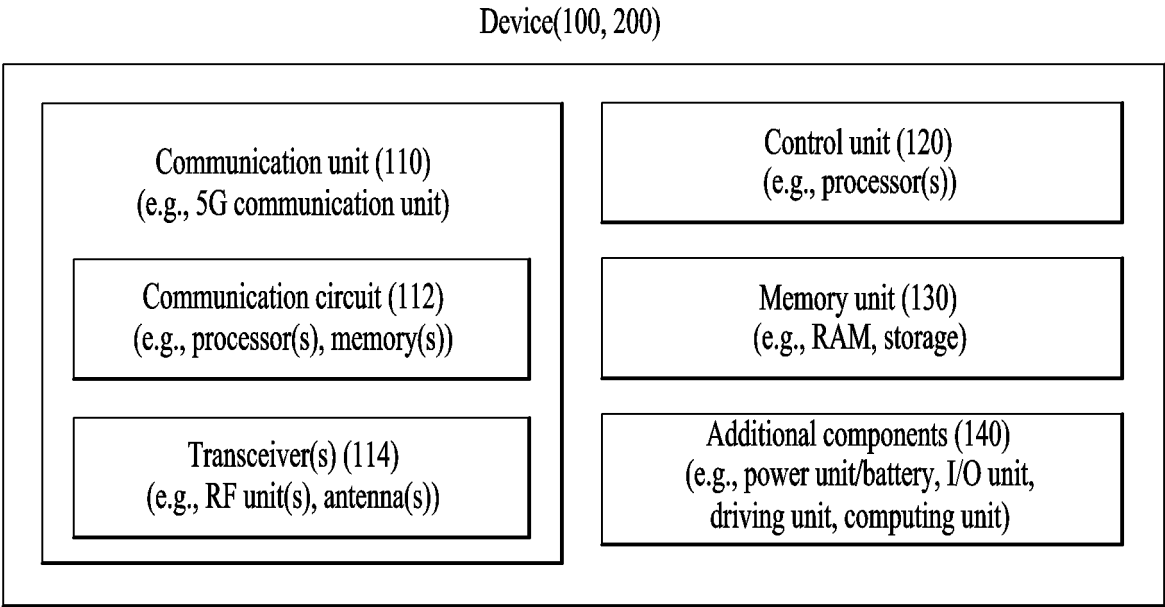 Device(100, 200)
Communication unit (110)
(e.g., 5G communication unit)
Communication circuit (112)
(e.g., processor(s), memory(s))
Transceiver(s) (114)
(e.g., RF unit(s), antenna(s))
Control unit (120)
(e.g., processor(s))
Memory unit (130)
(e.g., RAM, storage)
Additional components (140)
(e.g., power unit/battery, I/O unit,
driving unit, computing unit)